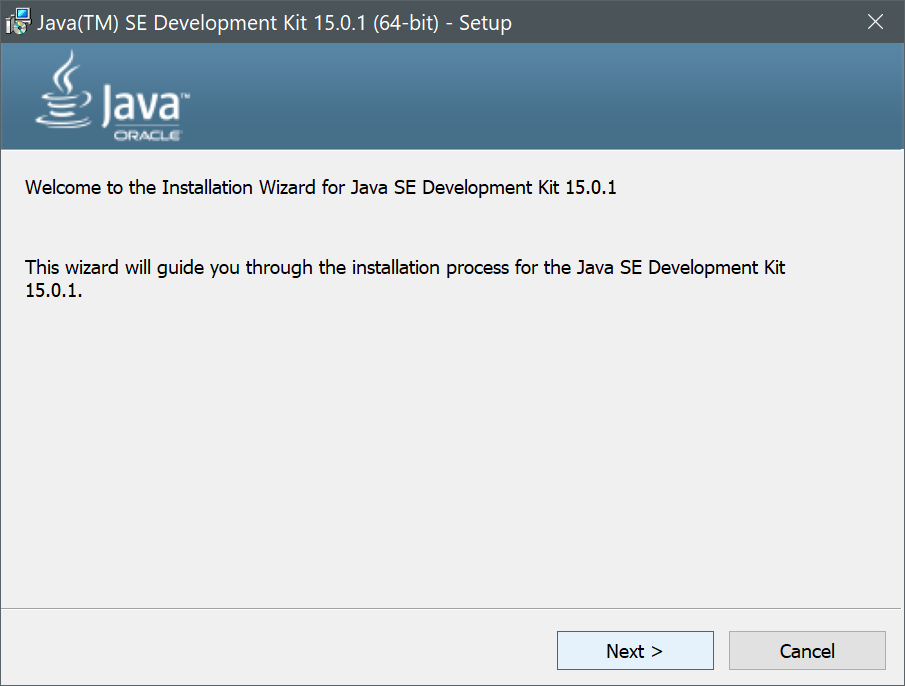 Java(TM) SE Development Kit 15.0.1 (64-bit) - Setup
Java™
ORACLE
Welcome to the Installation Wizard for Java SE Development Kit 15.0.1
This wizard will guide you through the installation process for the Java SE Development Kit
15.0.1.
Next >
Cancel